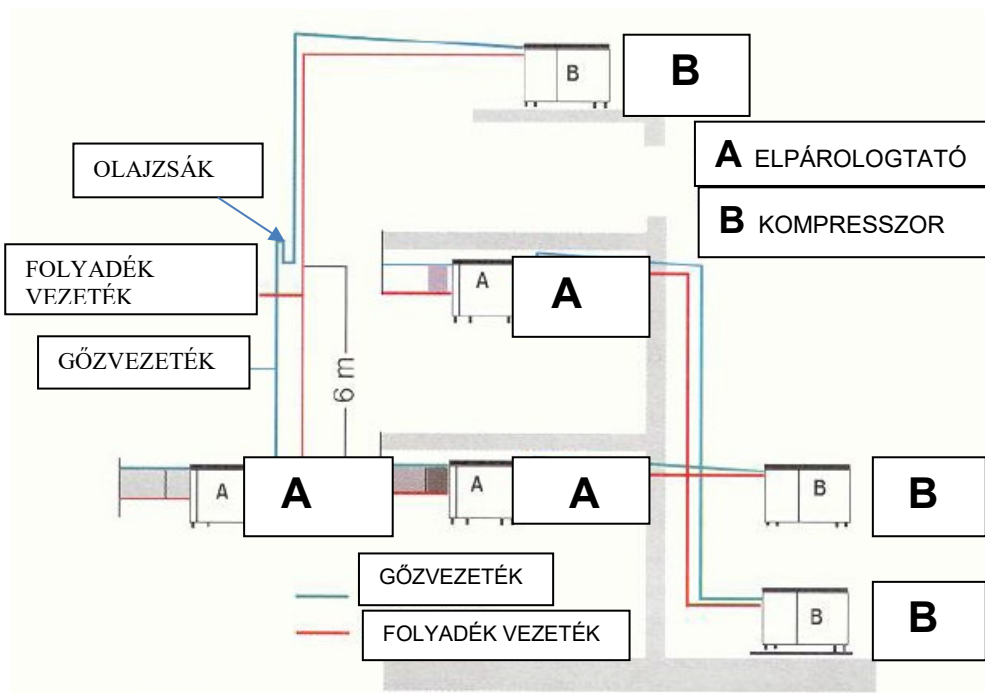 B
B
OLAJZSÁK
A ELPÁROLOGTATÓ
B KOMPRESSZOR
FOLYADÉK
VEZETÉK
A
A
GŐZVEZETÉK
6 m
A
A
A
A
B
B
GŐZVEZETÉK
FOLYADÉK VEZETÉK
B
B